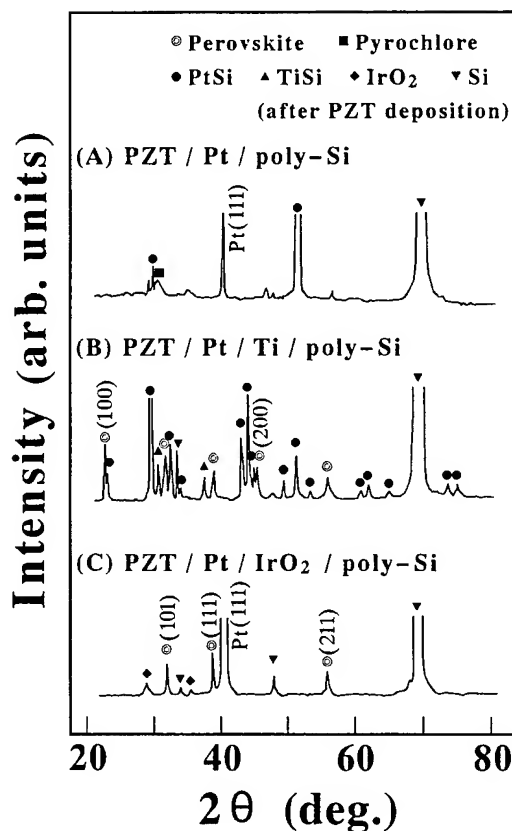 ◎ Perovskite ■ Pyrochlore
● PtSi ▲ TiSi ◆ IrO₂ ▼ Si
(after PZT deposition)
(A) PZT / Pt / poly-Si
Pt(111)
(B) PZT / Pt / Ti / poly-Si
(100)
(200)
(C) PZT / Pt / IrO₂ / poly-Si
(101)
(111)
Pt(111)
(211)
Intensity (arb. units)
20 40 60 80
2θ (deg.)